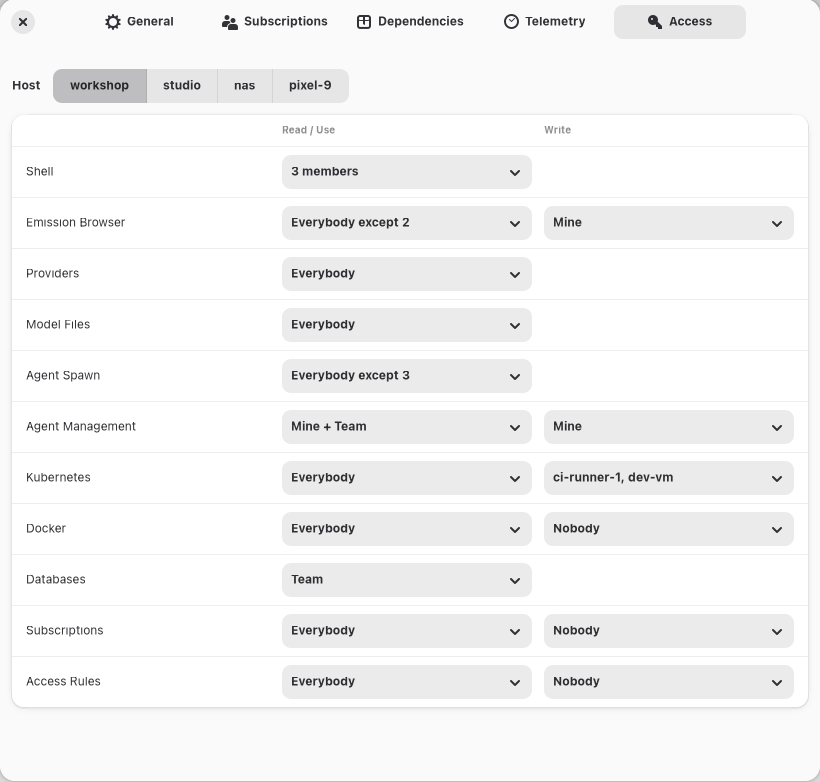 General Subscriptions Dependencies Telemetry Access
Host workshop studio nas pixel-9
Read / Use Write
Shell 3 members
Emission Browser Everybody except 2 Mine
Providers Everybody
Model Files Everybody
Agent Spawn Everybody except 3
Agent Management Mine + Team Mine
Kubernetes Everybody ci-runner-1, dev-vm
Docker Everybody Nobody
Databases Team
Subscriptions Everybody Nobody
Access Rules Everybody Nobody